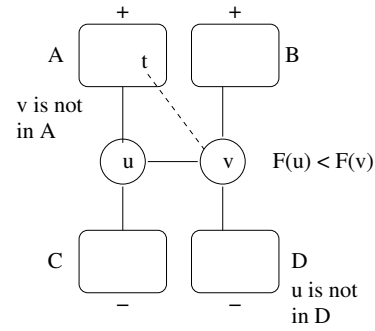 + +
A t B
v is not
in A
u v F(u) < F(v)
C D
u is not
in D
− −